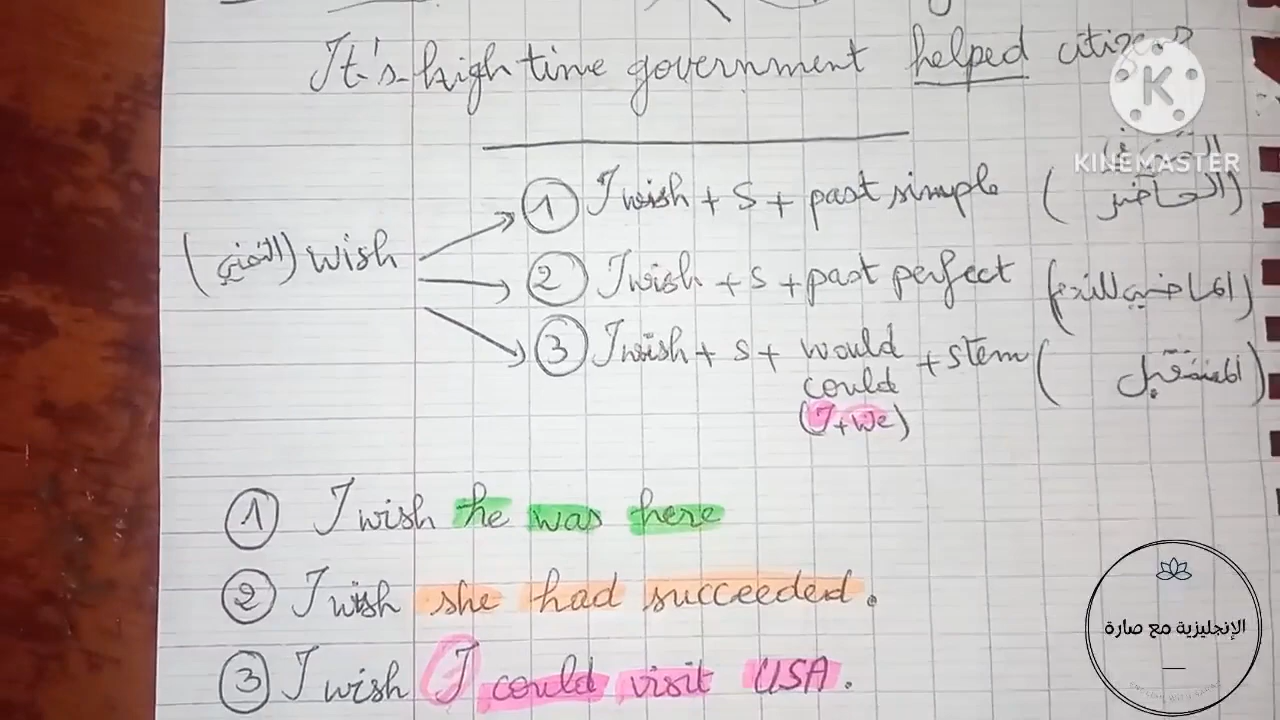 It's high time government helped citizens
KINEMASTER
(التمني) wish
① I wish + S + past simple (التمني في الحاضر)
② I wish + S + past perfect (الماضي للندم)
③ I wish + S + would + stem (المستقبل)
could
(I + we)
① I wish he was here
② I wish she had succeeded.
③ I wish I could visit USA.
الإنجليزية مع صارة